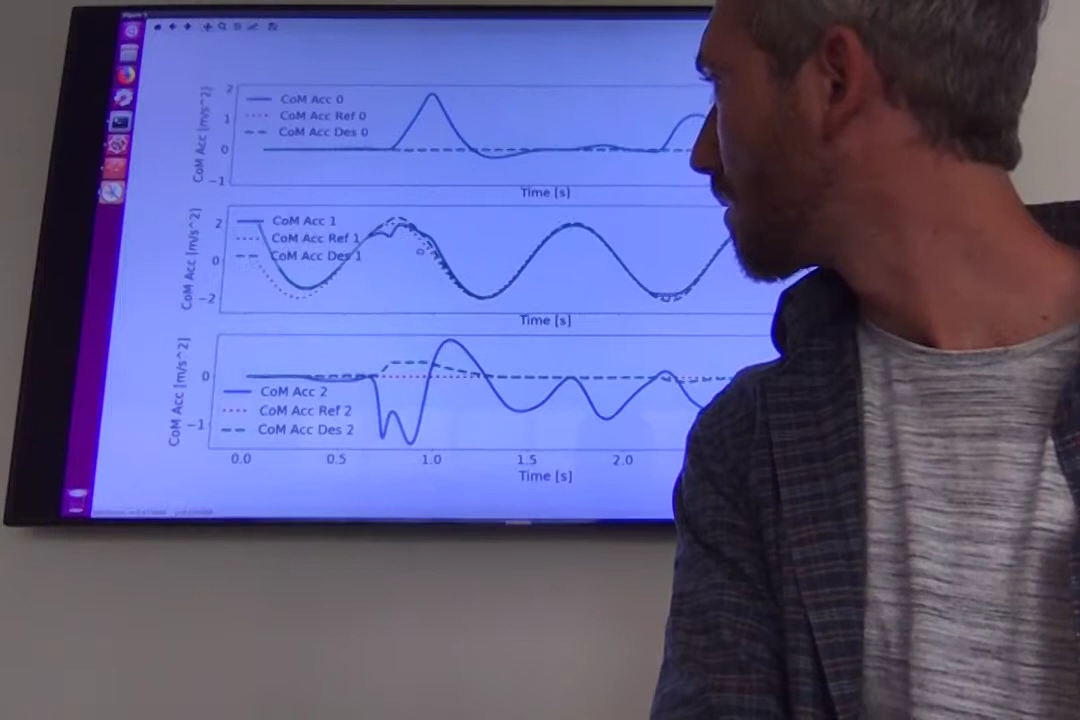 Figure 1
2
1
0
−1
CoM Acc [m/s^2]
CoM Acc 0
CoM Acc Ref 0
CoM Acc Des 0
Time [s]
2
0
−2
CoM Acc [m/s^2]
CoM Acc 1
CoM Acc Ref 1
CoM Acc Des 1
Time [s]
0
−1
CoM Acc [m/s^2]
CoM Acc 2
CoM Acc Ref 2
CoM Acc Des 2
0.0 0.5 1.0 1.5 2.0
Time [s]